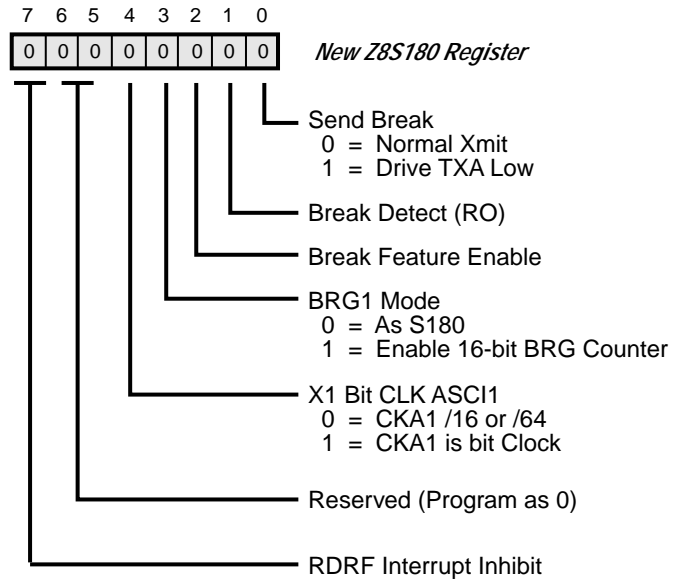 7 6 5 4 3 2 1 0
0 0 0 0 0 0 0 0
New Z8S180 Register
Send Break
0 = Normal Xmit
1 = Drive TXA Low
Break Detect (RO)
Break Feature Enable
BRG1 Mode
0 = As S180
1 = Enable 16-bit BRG Counter
X1 Bit CLK ASCI1
0 = CKA1 /16 or /64
1 = CKA1 is bit Clock
Reserved (Program as 0)
RDRF Interrupt Inhibit